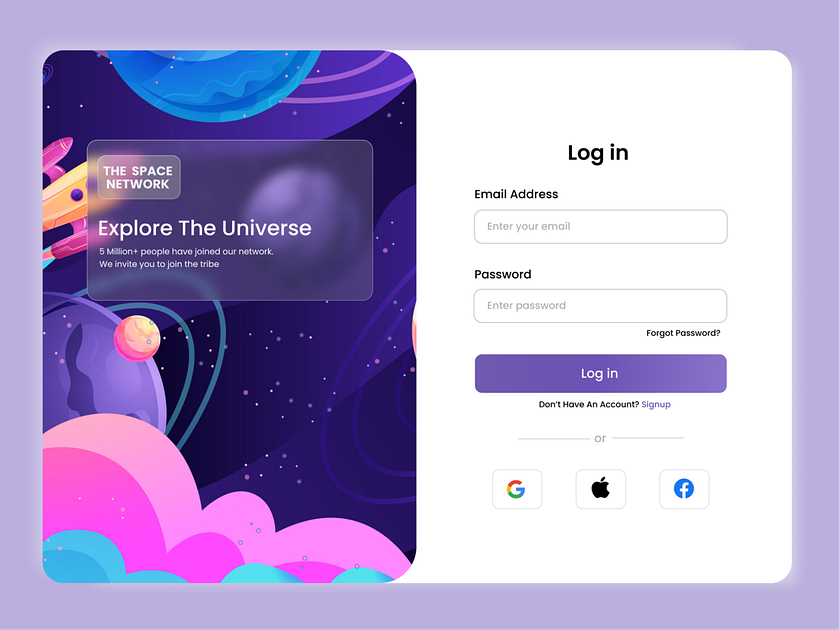 THE SPACE
NETWORK
Explore The Universe
5 Million+ people have joined our network.
We invite you to join the tribe
Log in
Email Address
Enter your email
Password
Enter password
Forgot Password?
Log in
Don't Have An Account? Signup
or